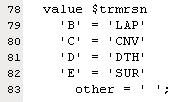 78 value $trmrsn
79 'B' = 'LAP'
80 'C' = 'CNV'
81 'D' = 'DTH'
82 'E' = 'SUR'
83 other = ' ';